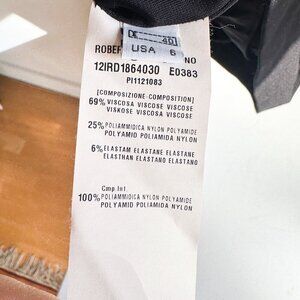 DE 40
USA 6
ROBER NO
12IRD1864030 E0383
PI1121083
[COMPOSIZIONE-COMPOSITION]
69% VISCOSA VISCOSE VISCOSE
VISKOSE VISCOSA VISCOSE
25% POLIAMMIDICA NYLON POLYAMIDE
POLYAMID POLIAMIDA NYLON
6% ELASTAM ELASTANE ELASTANE
ELASTHAN ELASTANO ELASTANO
Cmp.Int
100% POLIAMMIDICA NYLON POLYAMIDE
POLYAMID POLIAMIDA NYLON